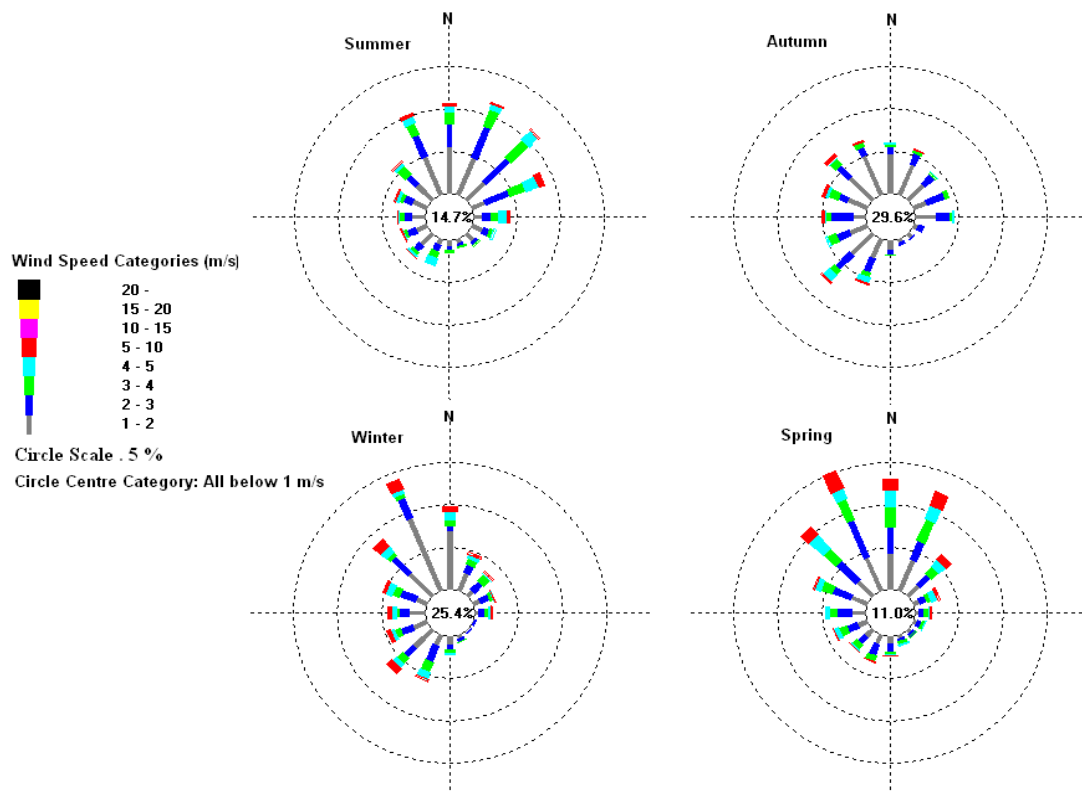 N
Summer
14.7%
N
Autumn
29.6%
Wind Speed Categories (m/s)
20 -
15 - 20
10 - 15
5 - 10
4 - 5
3 - 4
2 - 3
1 - 2
Circle Scale . 5 %
Circle Centre Category: All below 1 m/s
N
Winter
25.4%
N
Spring
11.0%